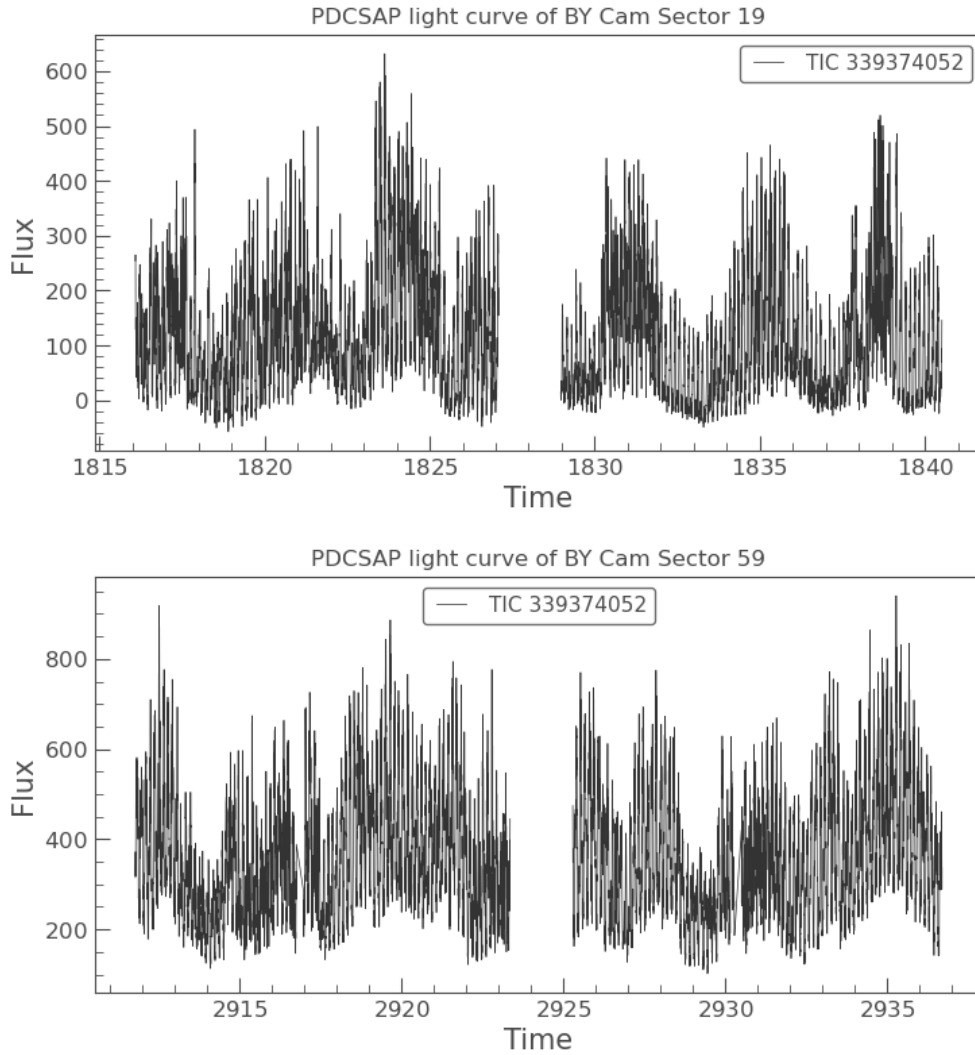 PDCSAP light curve of BY Cam Sector 19
TIC 339374052
600
500
400
300
200
100
0
Flux
1815 1820 1825 1830 1835 1840
Time
PDCSAP light curve of BY Cam Sector 59
TIC 339374052
800
600
400
200
Flux
2915 2920 2925 2930 2935
Time